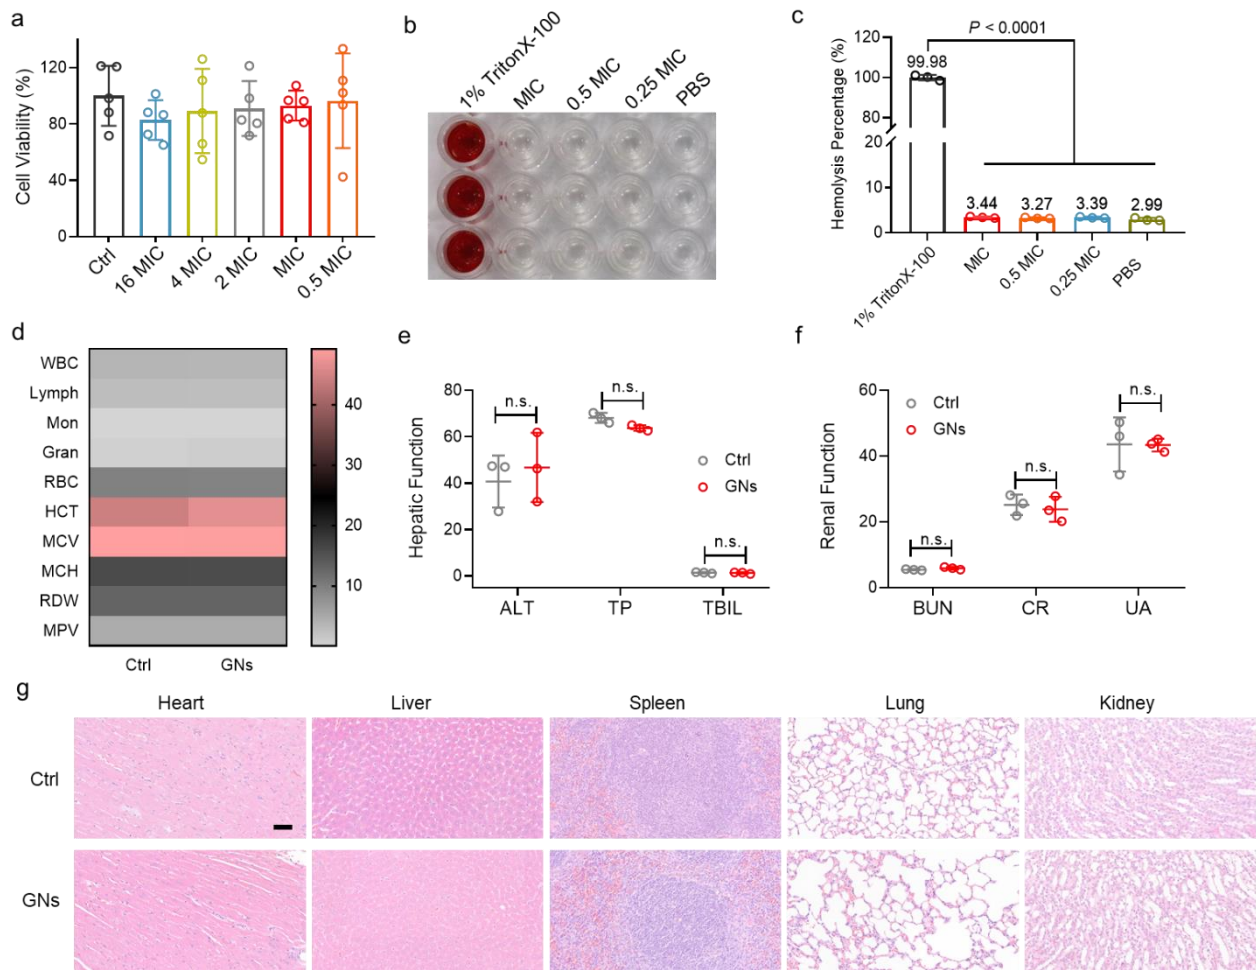 a
Cell Viability (%)
120
80
40
0
Ctrl
16 MIC
4 MIC
2 MIC
MIC
0.5 MIC
b
1% TritonX-100
MIC
0.5 MIC
0.25 MIC
PBS
c
Hemolysis Percentage (%)
P < 0.0001
120
100
80
20
10
0
99.98
3.44
3.27
3.39
2.99
1% TritonX-100
MIC
0.5 MIC
0.25 MIC
PBS
d
WBC
Lymph
Mon
Gran
RBC
HCT
MCV
MCH
RDW
MPV
Ctrl
GNs
40
30
20
10
e
Hepatic Function
80
60
40
20
0
n.s.
n.s.
n.s.
Ctrl
GNs
ALT
TP
TBIL
f
Renal Function
60
40
20
0
Ctrl
GNs
n.s.
n.s.
n.s.
BUN
CR
UA
g
Heart
Liver
Spleen
Lung
Kidney
Ctrl
GNs